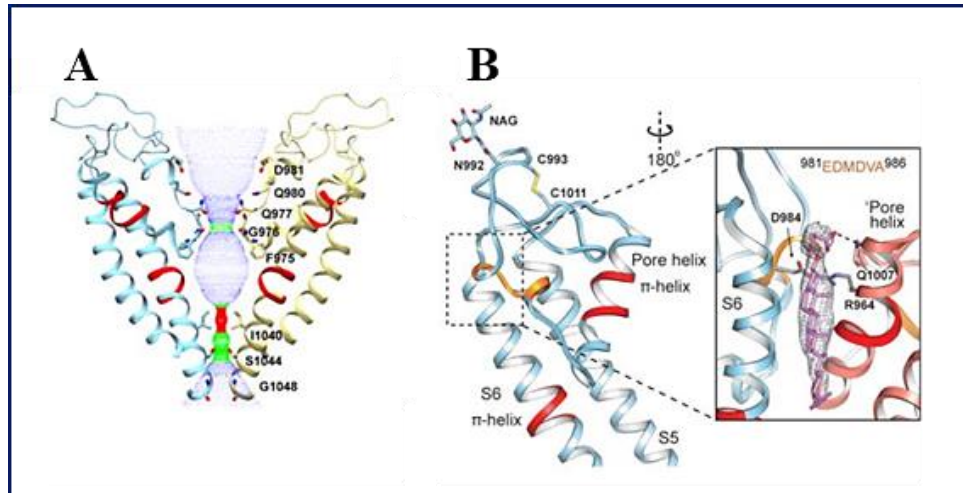 A
D981
Q980
Q977
G976
F975
I1040
S1044
G1048
B
NAG
N992
C993
C1011
180°
Pore helix
π-helix
S6
π-helix
S5
981EDMDVA986
D984
'Pore
helix
Q1007
R964
S6